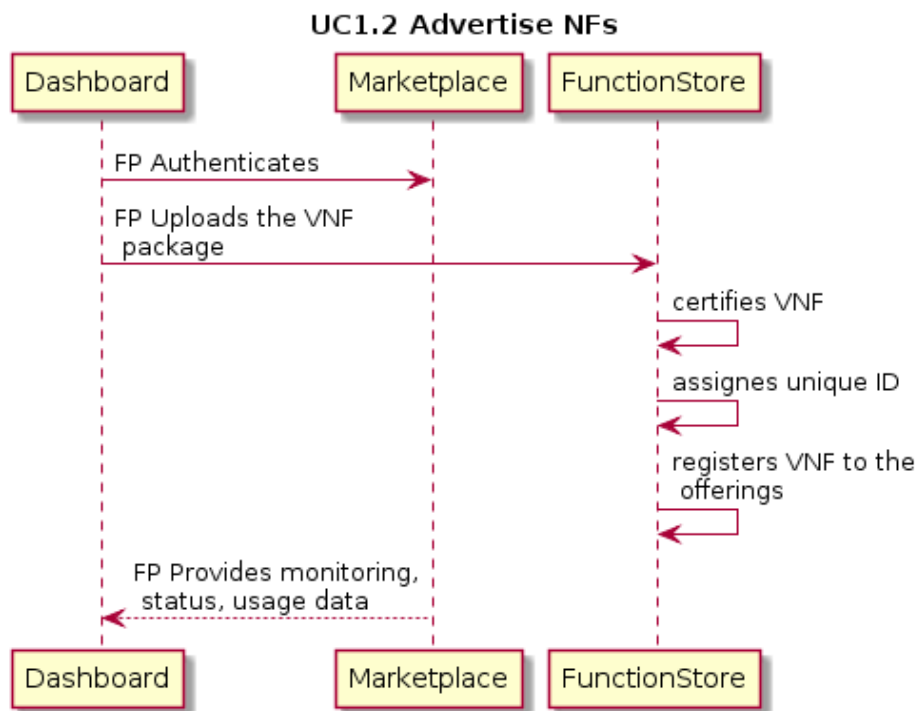 UC1.2 Advertise NFs
Dashboard
Marketplace
FunctionStore
FP Authenticates
FP Uploads the VNF
package
certifies VNF
assignes unique ID
registers VNF to the
offerings
FP Provides monitoring,
status, usage data
Dashboard
Marketplace
FunctionStore